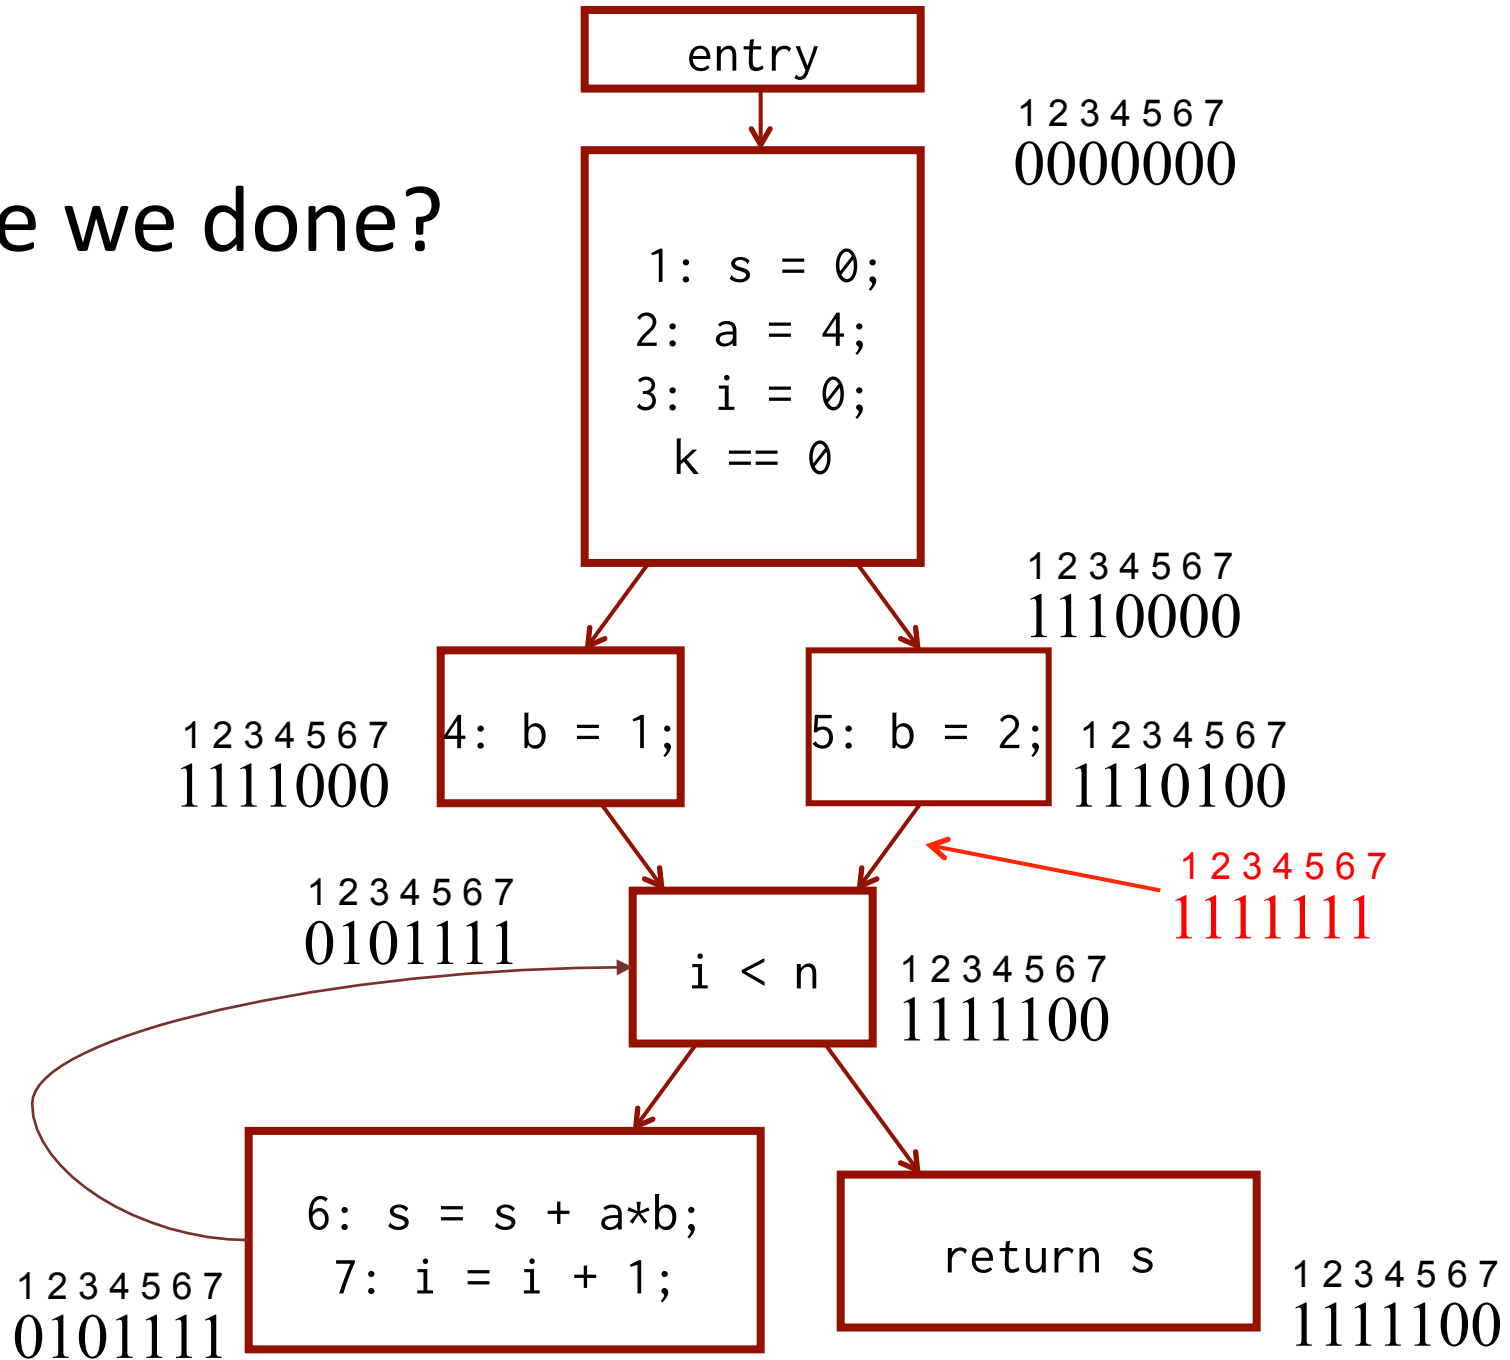 entry
1 2 3 4 5 6 7
0000000
e we done?
1: s = 0;
2: a = 4;
3: i = 0;
k == 0
1 2 3 4 5 6 7
1110000
1 2 3 4 5 6 7
1111000
4: b = 1;
5: b = 2;
1 2 3 4 5 6 7
1110100
1 2 3 4 5 6 7
1111111
1 2 3 4 5 6 7
0101111
i < n
1 2 3 4 5 6 7
1111100
6: s = s + a*b;
7: i = i + 1;
return s
1 2 3 4 5 6 7
0101111
1 2 3 4 5 6 7
1111100